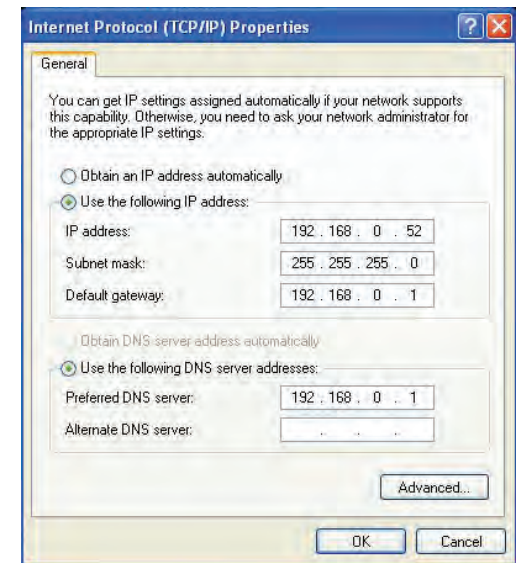 Internet Protocol (TCP/IP) Properties
General
You can get IP settings assigned automatically if your network supports
this capability. Otherwise, you need to ask your network administrator for
the appropriate IP settings.
Obtain an IP address automatically
Use the following IP address:
IP address: 192 . 168 . 0 . 52
Subnet mask: 255 . 255 . 255 . 0
Default gateway: 192 . 168 . 0 . 1
Obtain DNS server address automatically
Use the following DNS server addresses:
Preferred DNS server: 192 . 168 . 0 . 1
Alternate DNS server: . . .
Advanced...
OK Cancel